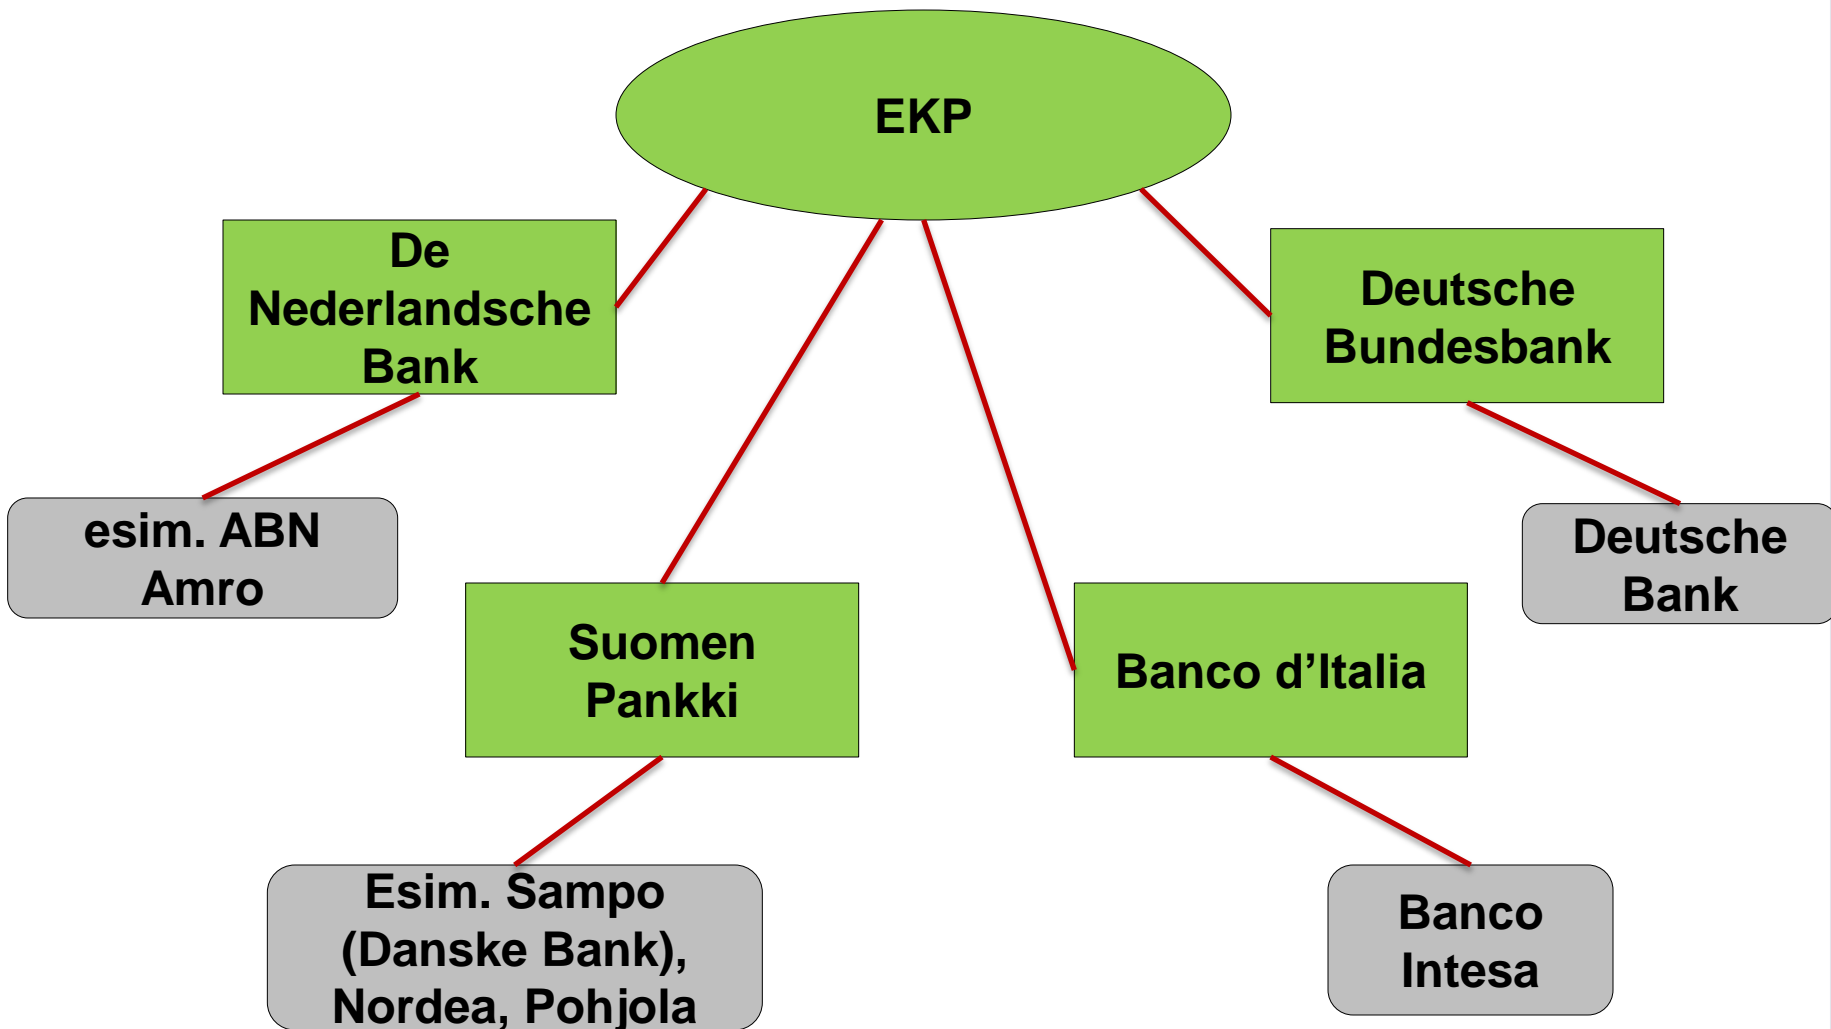 EKP
De
Nederlandsche
Bank
Deutsche
Bundesbank
esim. ABN
Amro
Deutsche
Bank
Suomen
Pankki
Banco d’Italia
Esim. Sampo
(Danske Bank),
Nordea, Pohjola
Banco
Intesa